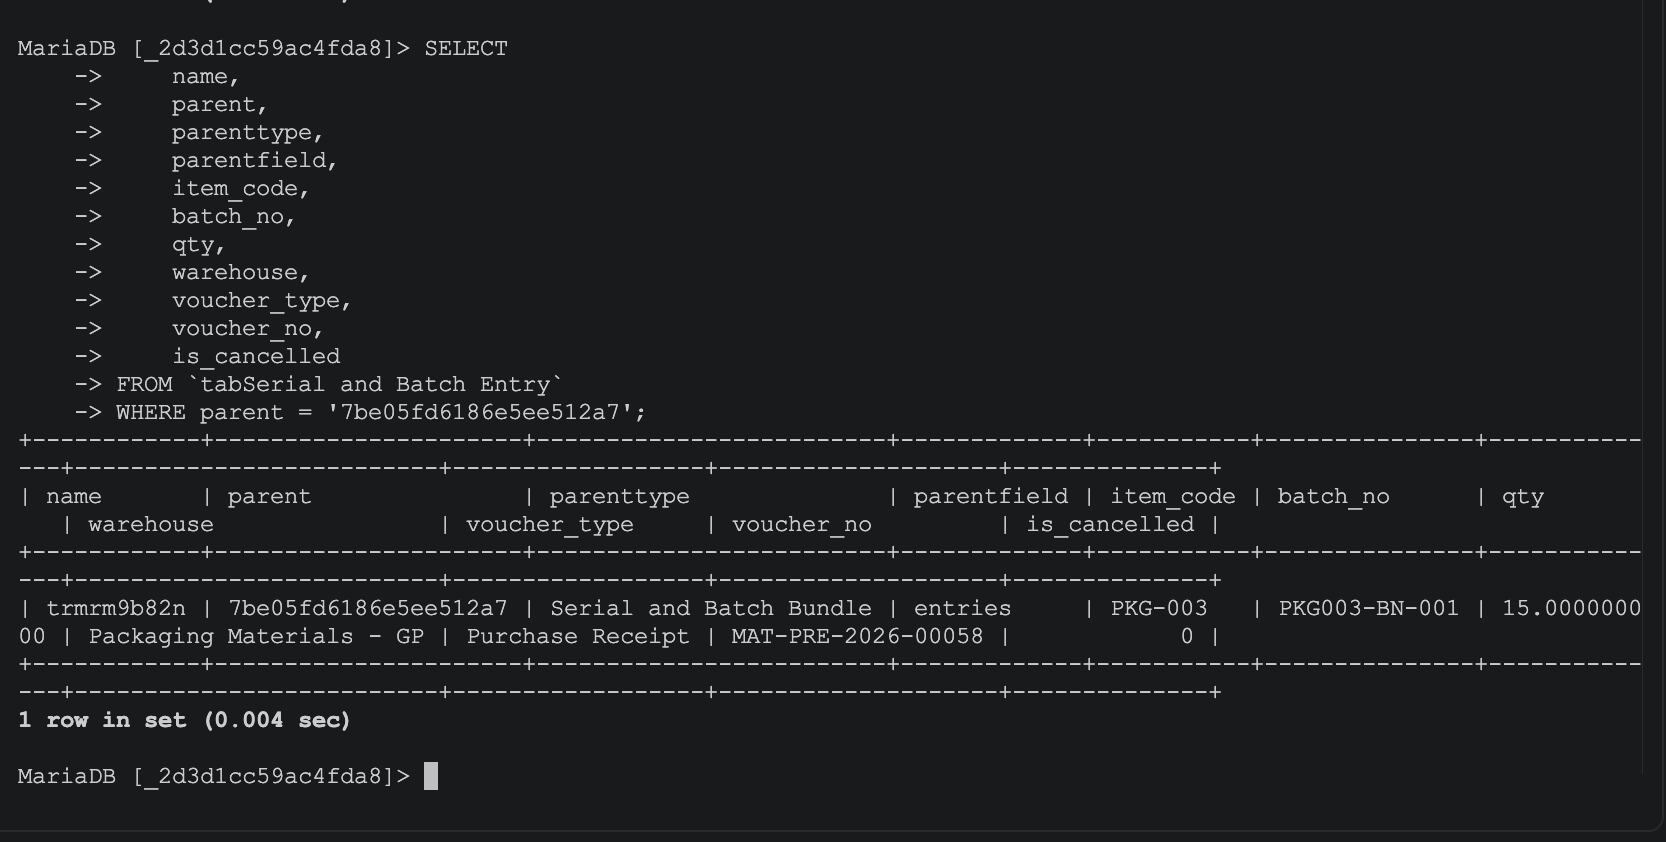 MariaDB [_2d3d1cc59ac4fda8]> SELECT
    ->     name,
    ->     parent,
    ->     parenttype,
    ->     parentfield,
    ->     item_code,
    ->     batch_no,
    ->     qty,
    ->     warehouse,
    ->     voucher_type,
    ->     voucher_no,
    ->     is_cancelled
    -> FROM `tabSerial and Batch Entry`
    -> WHERE parent = '7be05fd6186e5ee512a7';
+------------+----------------------+-------------------------+-------------+-----------+---------------+-----------
---+--------------------------+------------------+--------------------+--------------+
| name       | parent               | parenttype              | parentfield | item_code | batch_no      | qty
   | warehouse                | voucher_type     | voucher_no         | is_cancelled |
+------------+----------------------+-------------------------+-------------+-----------+---------------+-----------
---+--------------------------+------------------+--------------------+--------------+
| trmrm9b82n | 7be05fd6186e5ee512a7 | Serial and Batch Bundle | entries     | PKG-003   | PKG003-BN-001 | 15.0000000
00 | Packaging Materials - GP | Purchase Receipt | MAT-PRE-2026-00058 |            0 |
+------------+----------------------+-------------------------+-------------+-----------+---------------+-----------
---+--------------------------+------------------+--------------------+--------------+
1 row in set (0.004 sec)
MariaDB [_2d3d1cc59ac4fda8]>